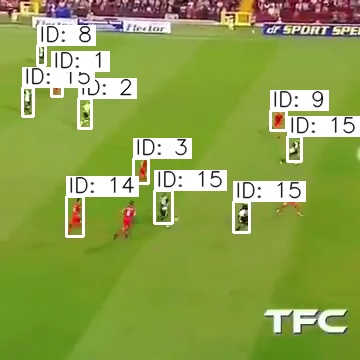 Elector
dr SPORT SPE
ID: 8
ID: 1
ID: 15
ID: 2
ID: 9
ID: 15
ID: 3
ID: 14
ID: 15
ID: 15
TFC